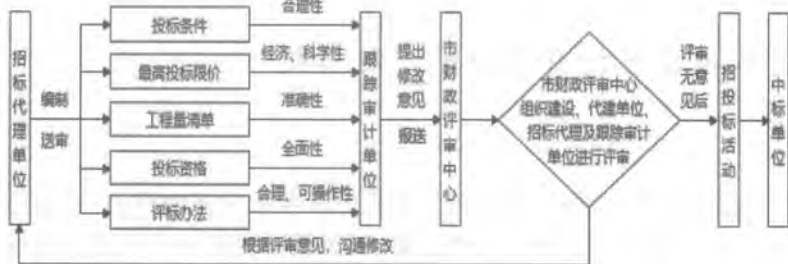 招标代理单位
编制
送审
投标条件
最高投标限价
工程量清单
投标资格
评标办法
合理性
经济、科学性
准确性
全面性
合理、可操作性
跟踪审计单位
提出
修改
意见
报送
市财政评审中心
市财政评审中心
组织建设、代建单位、
招标代理及跟踪审计
单位进行评审
评审
无意
见后
招投标活动
中标单位
根据评审意见，沟通修改